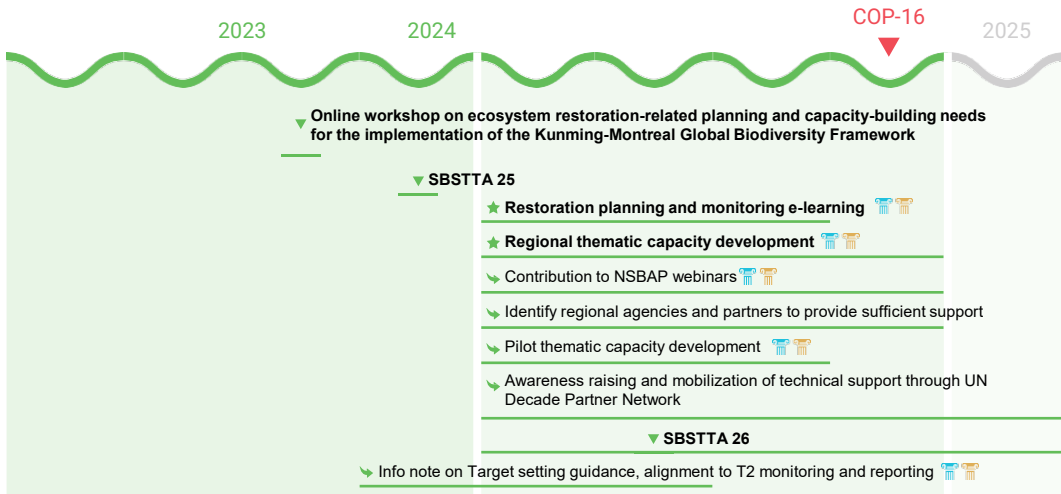 COP-16
2023
2024
2025
Online workshop on ecosystem restoration-related planning and capacity-building needs
for the implementation of the Kunming-Montreal Global Biodiversity Framework
SBSTTA 25
Restoration planning and monitoring e-learning
Regional thematic capacity development
Contribution to NSBAP webinars
Identify regional agencies and partners to provide sufficient support
Pilot thematic capacity development
Awareness raising and mobilization of technical support through UN
Decade Partner Network
SBSTTA 26
Info note on Target setting guidance, alignment to T2 monitoring and reporting